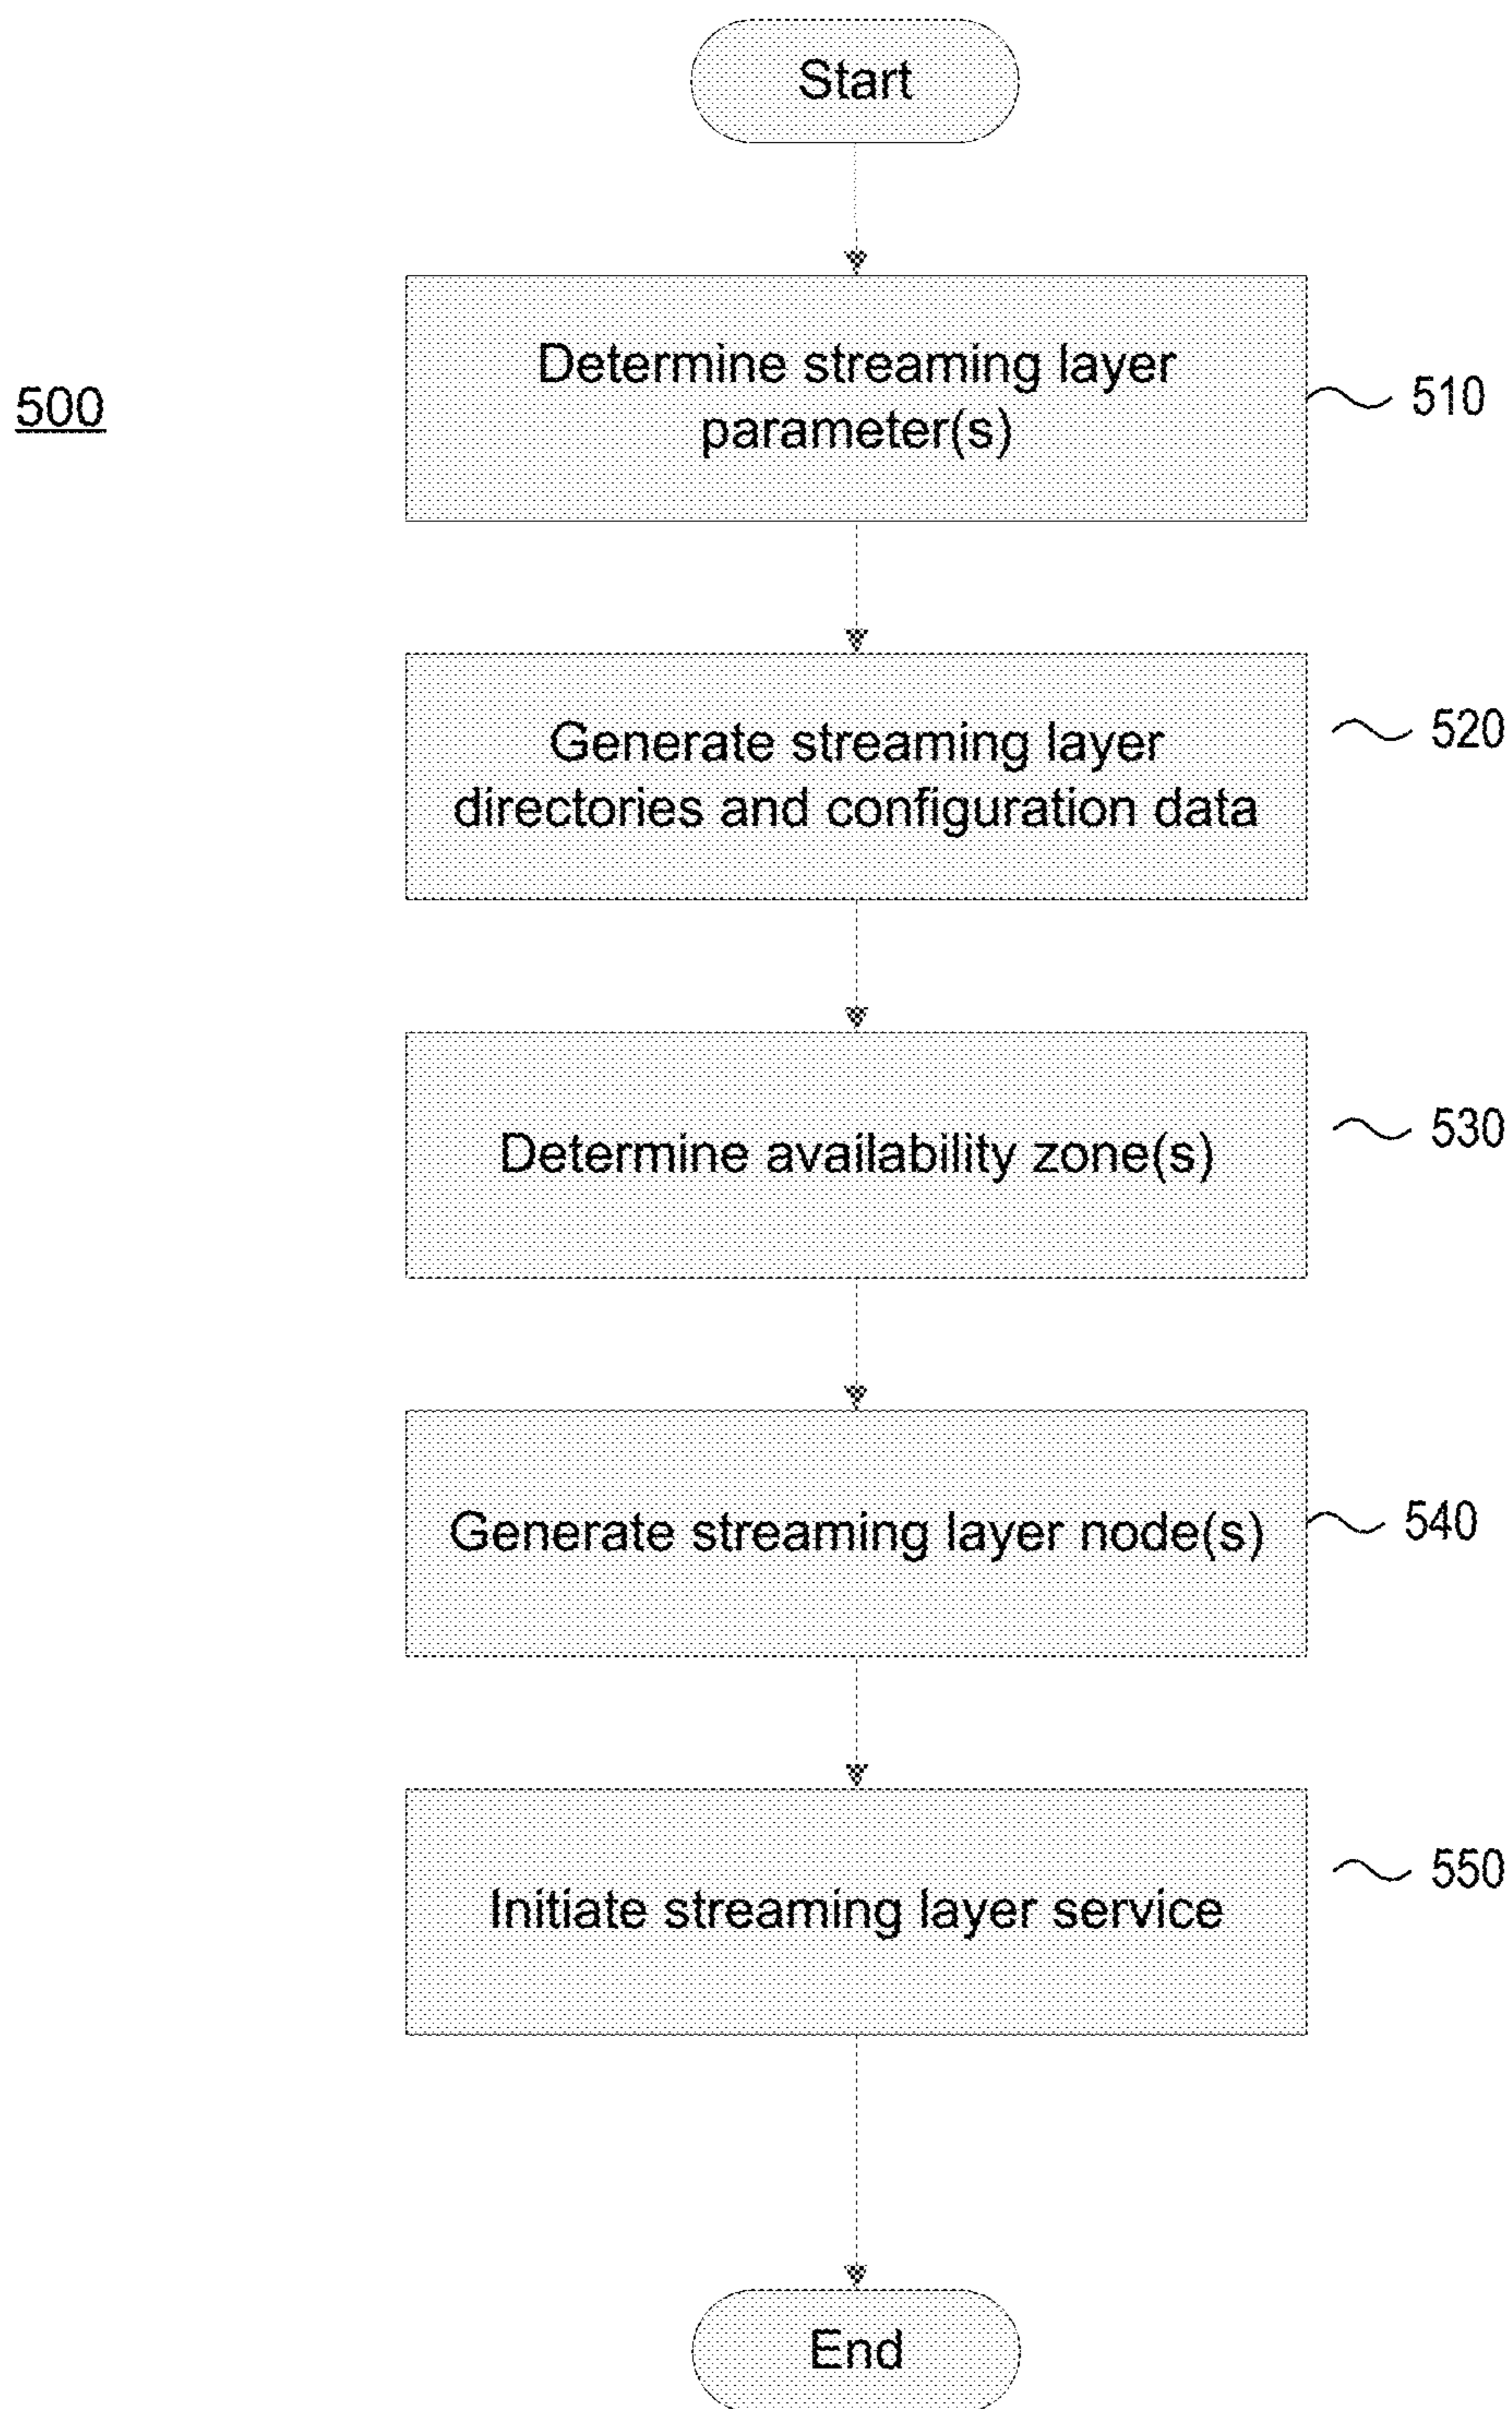 Start
500
Determine streaming layer
parameter(s)
510
Generate streaming layer
directories and configuration data
520
Determine availability zone(s)
530
Generate streaming layer node(s)
540
Initiate streaming layer service
550
End